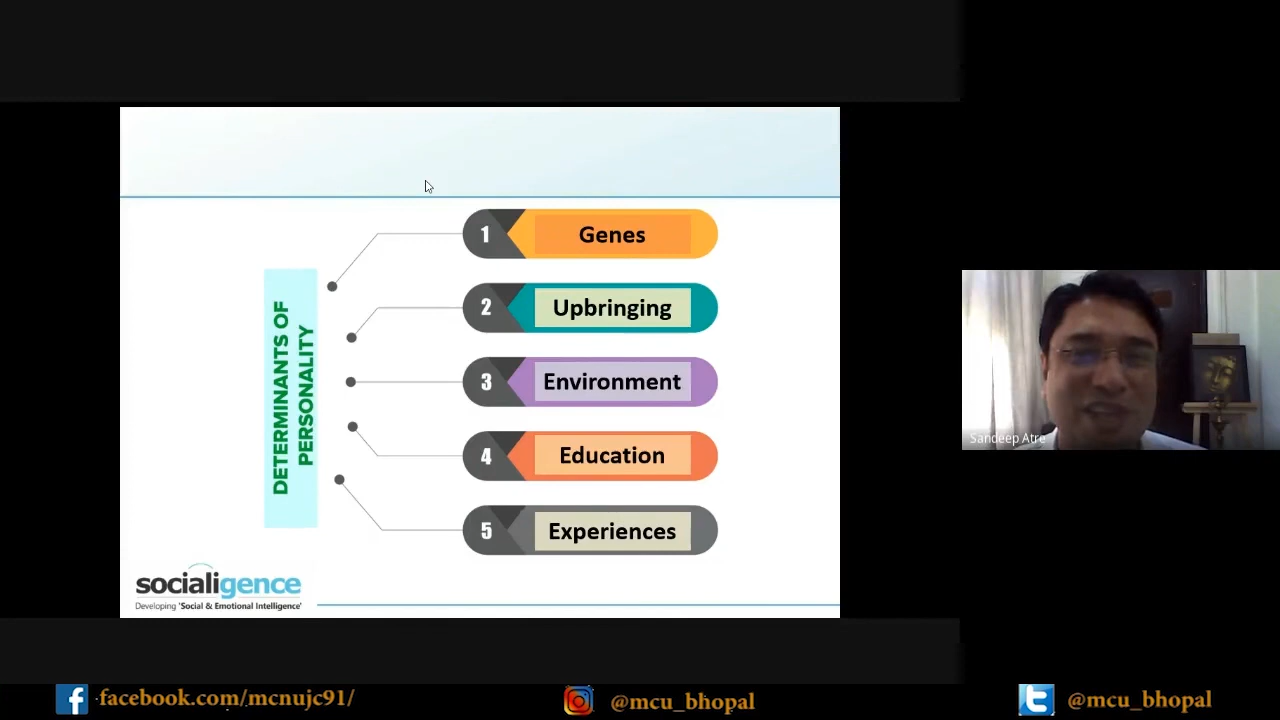 DETERMINANTS OF
PERSONALITY
1 Genes
2 Upbringing
3 Environment
4 Education
5 Experiences
socialigence
Developing 'Social & Emotional Intelligence'
Sandeep Atre
facebook.com/mcnujc91/
@mcu_bhopal
@mcu_bhopal